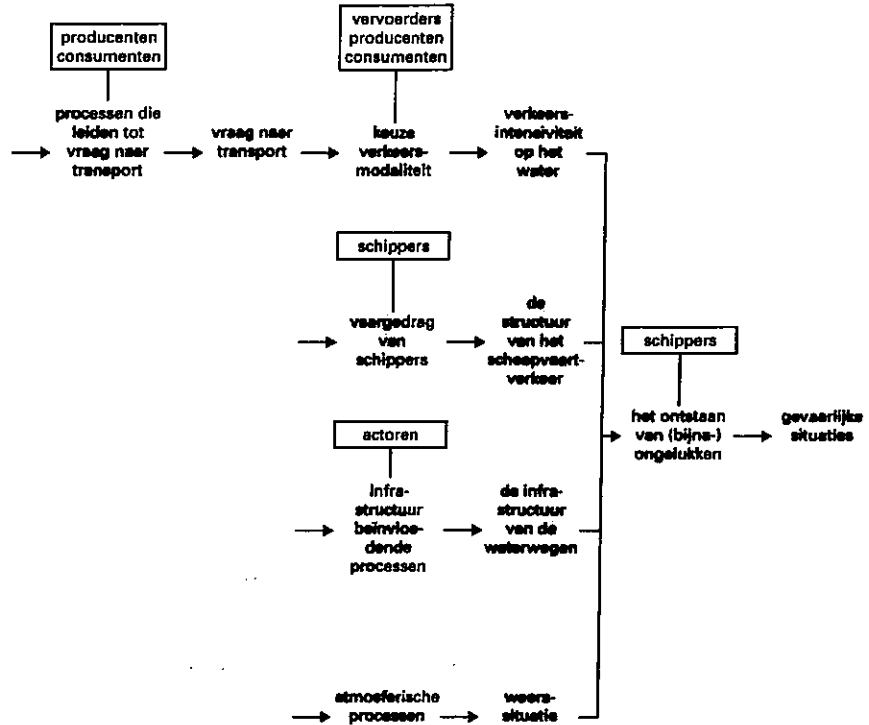 producenten
consumenten
vervoerders
producenten
consumenten
processen die
leiden tot
vraag naar
transport
vraag naar
transport
keuze
verkeers-
modaliteit
verkeers-
intensiviteit
op het
water
schippers
vaargedrag
van
schippers
de
structuur
van het
scheepvaart-
verkeer
schippers
het ontstaan
van (bijna-)
ongelukken
gevaarlijke
situaties
actoren
infra-
structuur
beïnvloe-
dende
processen
de infra-
structuur
van de
waterwegen
atmosferische
processen
weers-
situatie